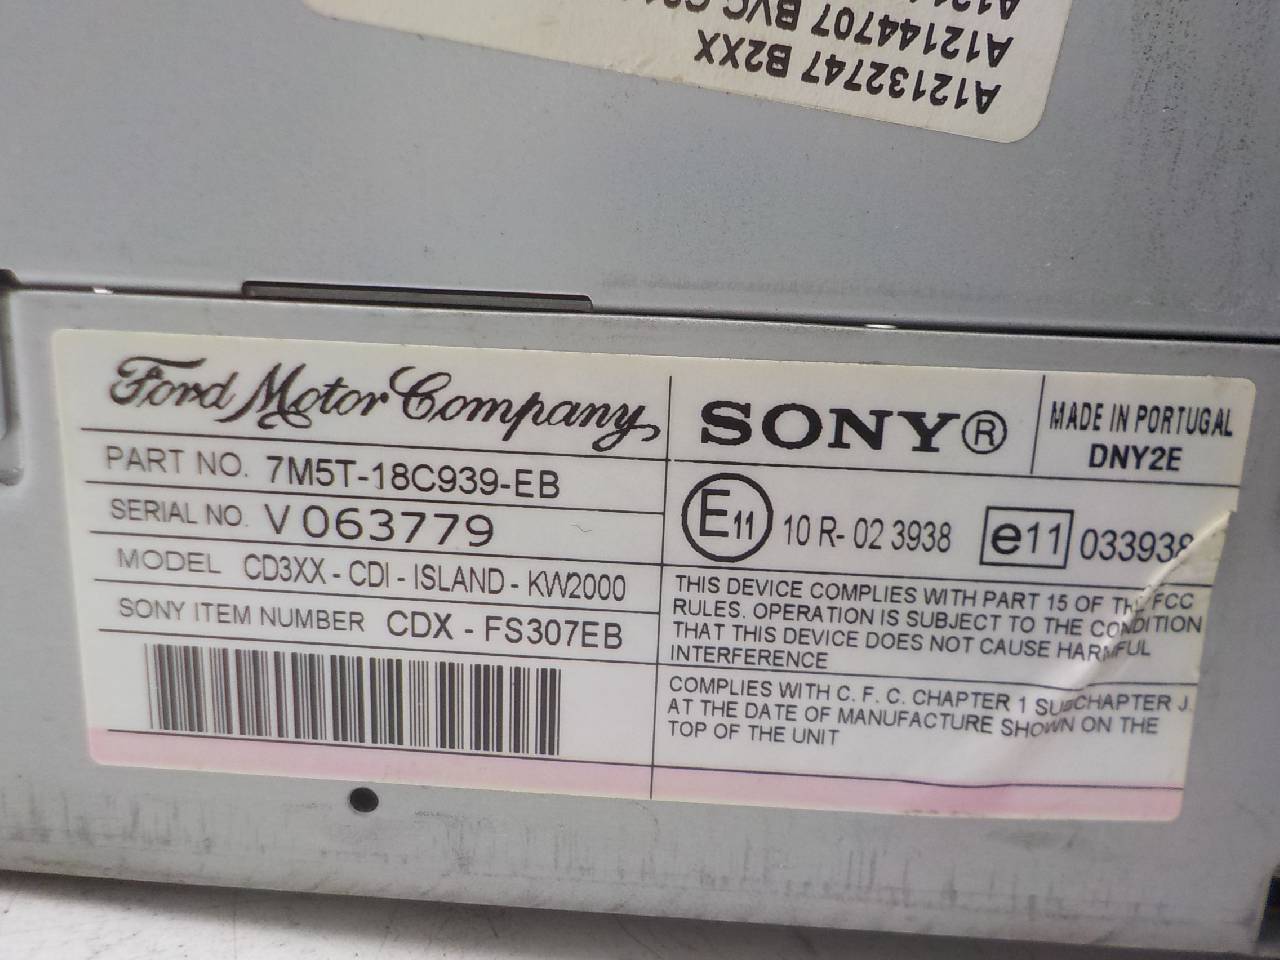 A12144707 BVC
A12132747 B2XX
Ford Motor Company
SONY®
MADE IN PORTUGAL
DNY2E
PART NO. 7M5T-18C939-EB
SERIAL NO. V063779
MODEL CD3XX - CDI - ISLAND - KW2000
SONY ITEM NUMBER CDX - FS307EB
E11 10 R- 02 3938 e11 033938
THIS DEVICE COMPLIES WITH PART 15 OF THE FCC
RULES. OPERATION IS SUBJECT TO THE CONDITION
THAT THIS DEVICE DOES NOT CAUSE HARMFUL
INTERFERENCE
COMPLIES WITH C. F. C. CHAPTER 1 SUBCHAPTER J.
AT THE DATE OF MANUFACTURE SHOWN ON THE
TOP OF THE UNIT